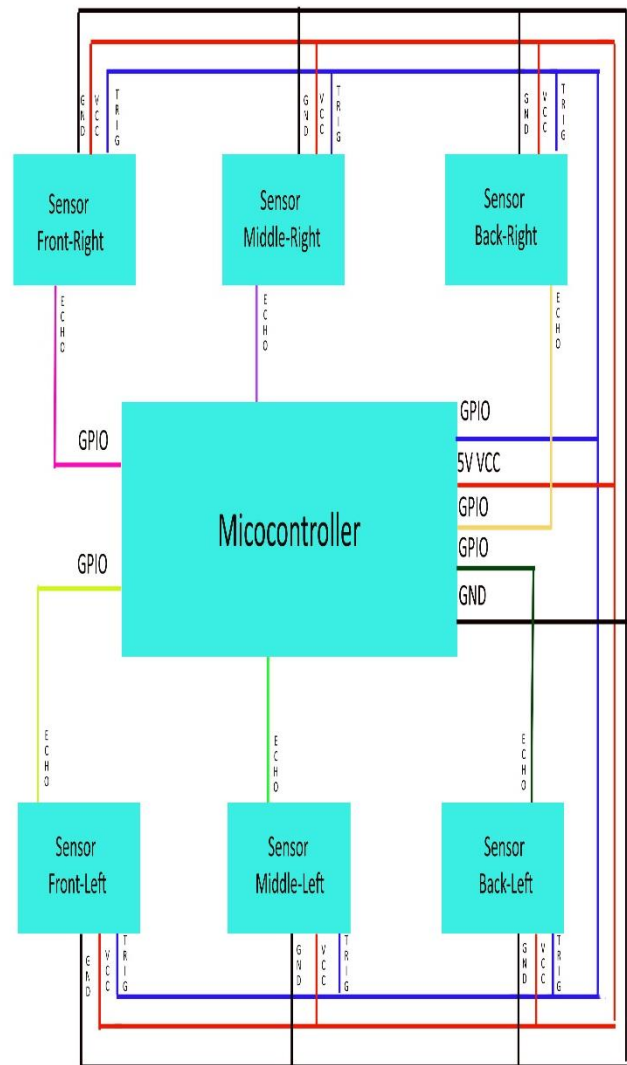 GND
VCC
TRIG
GND
VCC
TRIG
GND
VCC
TRIG
Sensor
Front-Right
Sensor
Middle-Right
Sensor
Back-Right
ECHO
ECHO
ECHO
GPIO
GPIO
5V VCC
Micocontroller
GPIO
GPIO
GPIO
GND
ECHO
ECHO
ECHO
Sensor
Front-Left
Sensor
Middle-Left
Sensor
Back-Left
GND
VCC
TRIG
GND
VCC
TRIG
GND
VCC
TRIG